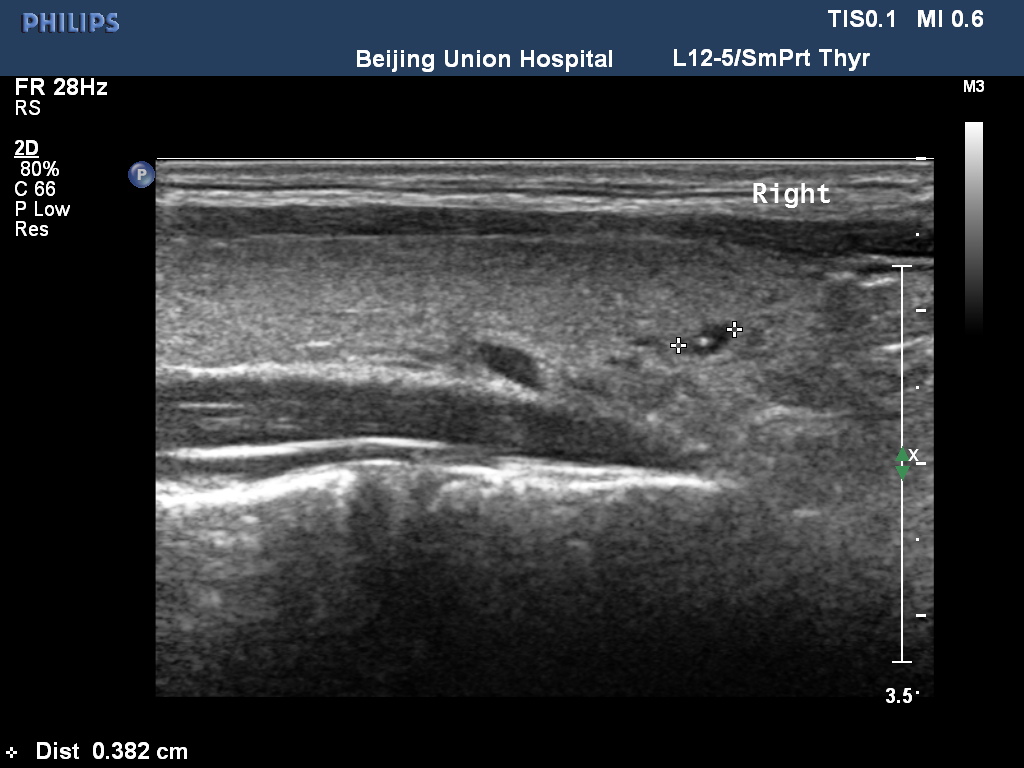 PHILIPS
TIS0.1 MI 0.6
Beijing Union Hospital L12-5/SmPrt Thyr
FR 28Hz
RS
M3
2D
80%
C 66
P Low
Res
P
Right
x
3.5
Dist 0.382 cm